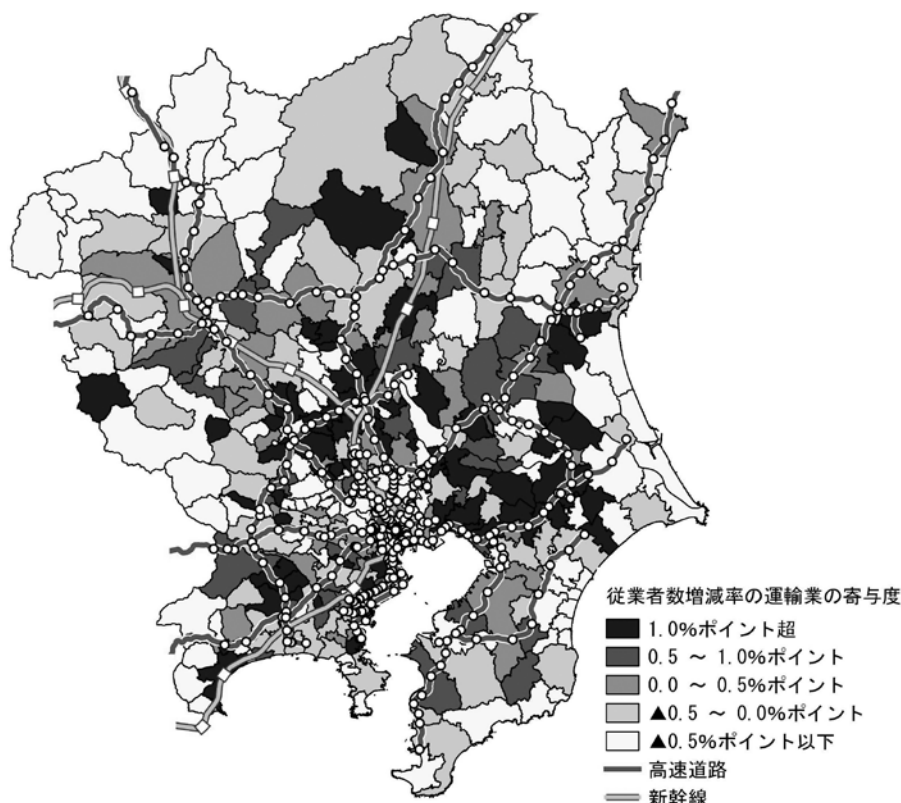 従業者数増減率の運輸業の寄与度
1.0%ポイント超
0.5 ～ 1.0%ポイント
0.0 ～ 0.5%ポイント
▲0.5 ～ 0.0%ポイント
▲0.5%ポイント以下
高速道路
新幹線